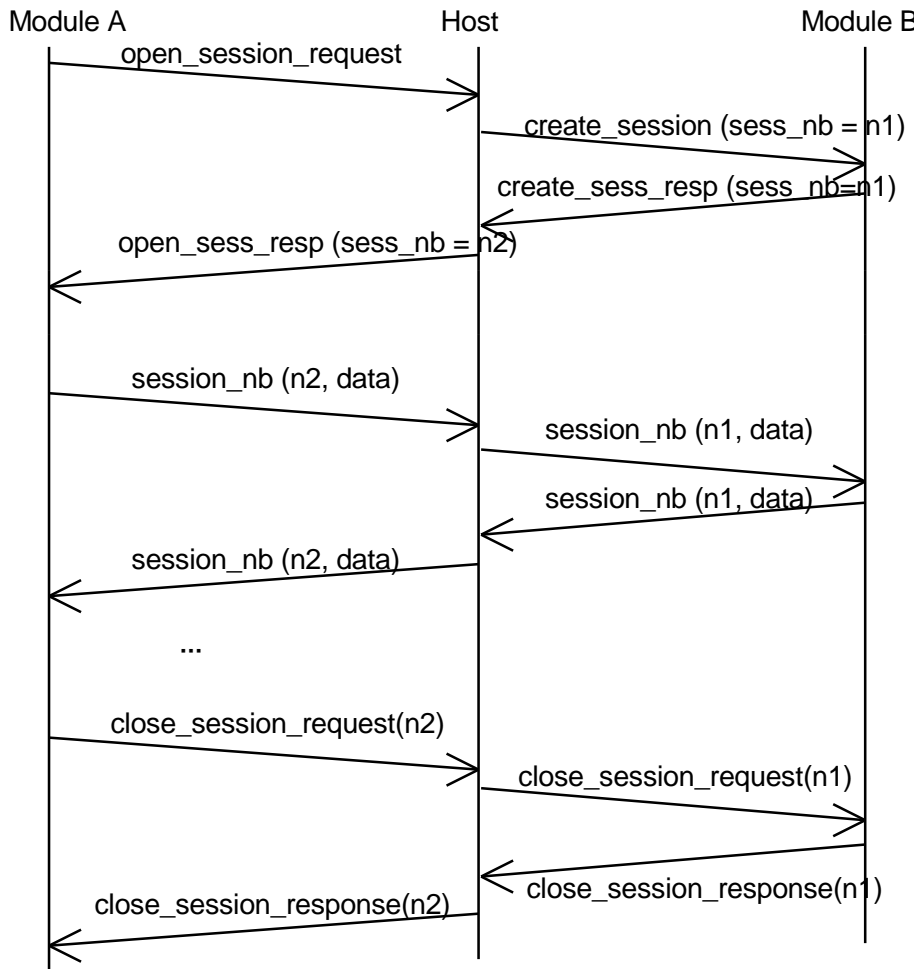 Module A
Host
Module B
open_session_request
create_session (sess_nb = n1)
create_sess_resp (sess_nb=n1)
open_sess_resp (sess_nb = n2)
session_nb (n2, data)
session_nb (n1, data)
session_nb (n1, data)
session_nb (n2, data)
...
close_session_request(n2)
close_session_request(n1)
close_session_response(n1)
close_session_response(n2)